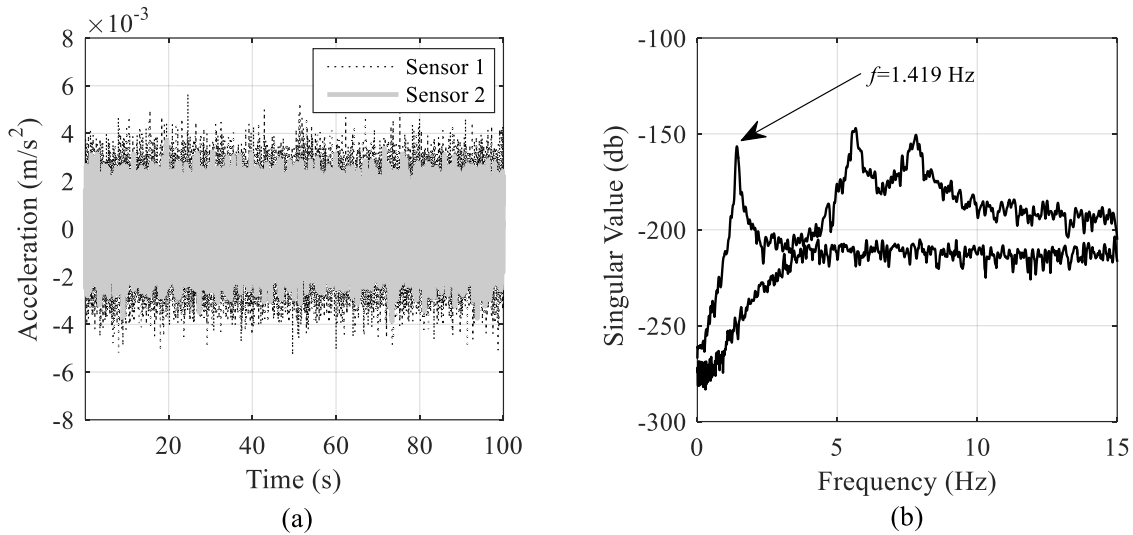 ×10⁻³
8
6
4
2
0
-2
-4
-6
-8
Acceleration (m/s²)
Sensor 1
Sensor 2
20 40 60 80 100
Time (s)
(a)
-100
-150
-200
-250
-300
Singular Value (db)
f=1.419 Hz
0 5 10 15
Frequency (Hz)
(b)